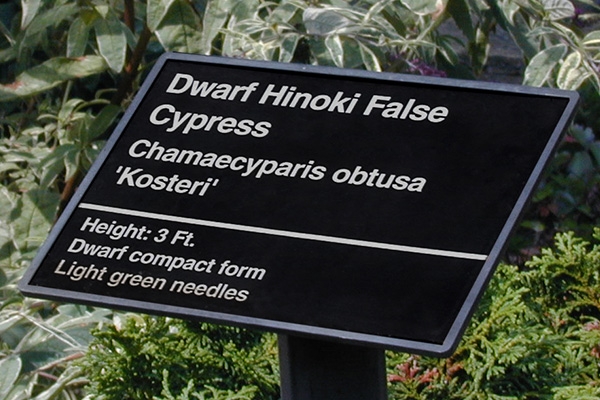 Dwarf Hinoki False
Cypress
Chamaecyparis obtusa
'Kosteri'
Height: 3 Ft.
Dwarf compact form
Light green needles